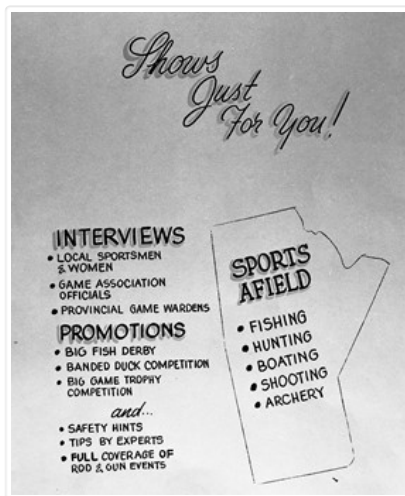 Shows
Just
For You!
INTERVIEWS
• LOCAL SPORTSMEN
& WOMEN
• GAME ASSOCIATION
OFFICIALS
• PROVINCIAL GAME WARDENS
PROMOTIONS
• BIG FISH DERBY
• BANDED DUCK COMPETITION
• BIG GAME TROPHY
COMPETITION
and...
• SAFETY HINTS
• TIPS BY EXPERTS
• FULL COVERAGE OF
ROD & GUN EVENTS
SPORTS
AFIELD
• FISHING
• HUNTING
• BOATING
• SHOOTING
• ARCHERY